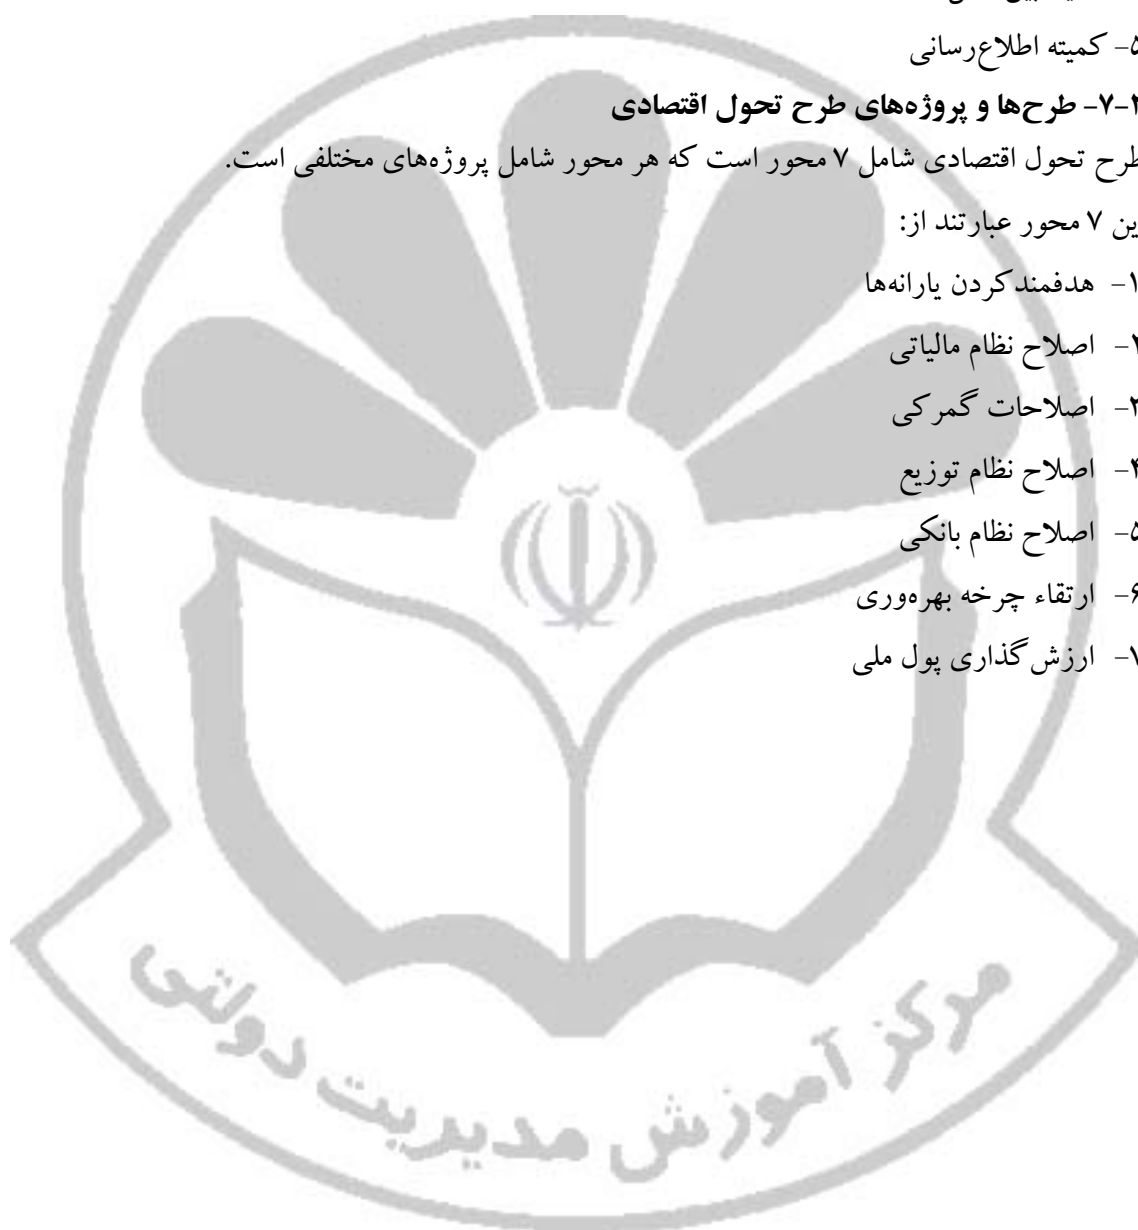 ۵- کمیته اطلاع‌رسانی
۲-۷- طرح‌ها و پروژه‌های طرح تحول اقتصادی
طرح تحول اقتصادی شامل ۷ محور است که هر محور شامل پروژه‌های مختلفی است.
این ۷ محور عبارتند از:
۱- هدفمندکردن یارانه‌ها
۲- اصلاح نظام مالیاتی
۳- اصلاحات گمرکی
۴- اصلاح نظام توزیع
۵- اصلاح نظام بانکی
۶- ارتقاء چرخه بهره‌وری
۷- ارزش‌گذاری پول ملی
مرکز آموزش مدیریت دولتی